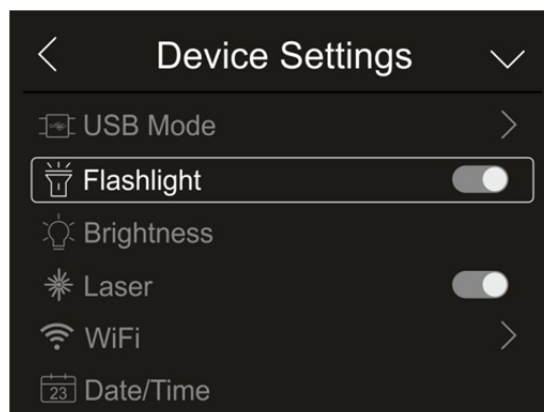 Device Settings
USB Mode
Flashlight
Brightness
Laser
WiFi
23 Date/Time